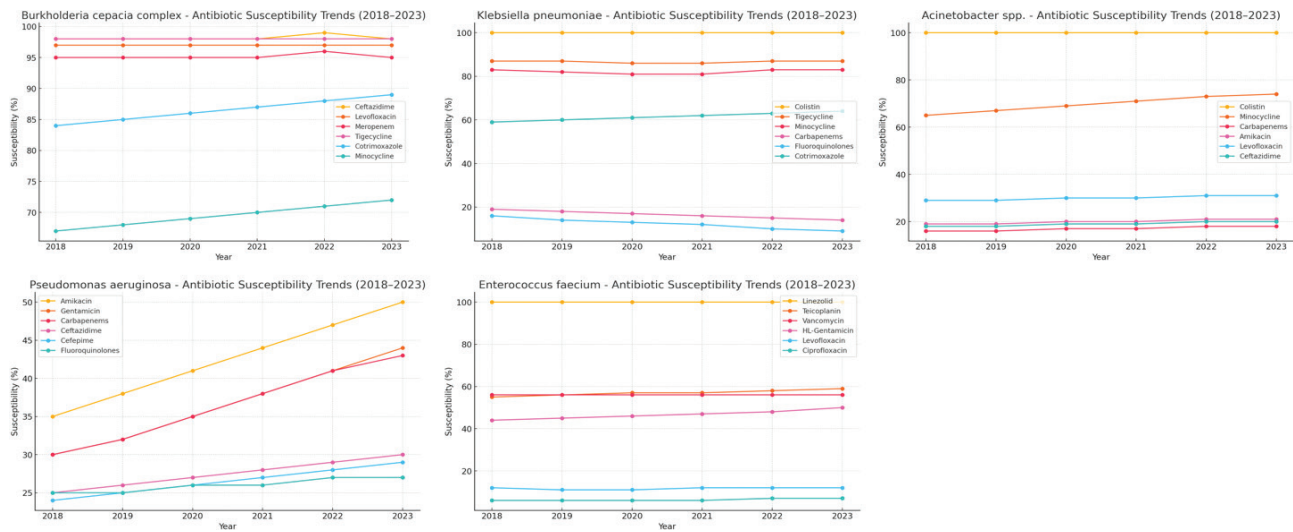 Burkholderia cepacia complex - Antibiotic Susceptibility Trends (2018–2023)
100
95
90
85
80
75
70
Susceptibility (%)
Ceftazidime
Levofloxacin
Meropenem
Tigecycline
Cotrimoxazole
Minocycline
2018 2019 2020 2021 2022 2023
Year
Klebsiella pneumoniae - Antibiotic Susceptibility Trends (2018–2023)
100
80
60
40
20
Susceptibility (%)
Colistin
Tigecycline
Minocycline
Carbapenems
Fluoroquinolones
Cotrimoxazole
2018 2019 2020 2021 2022 2023
Year
Acinetobacter spp. - Antibiotic Susceptibility Trends (2018–2023)
100
80
60
40
20
Susceptibility (%)
Colistin
Minocycline
Carbapenems
Amikacin
Levofloxacin
Ceftazidime
2018 2019 2020 2021 2022 2023
Year
Pseudomonas aeruginosa - Antibiotic Susceptibility Trends (2018–2023)
50
45
40
35
30
25
Susceptibility (%)
Amikacin
Gentamicin
Carbapenems
Ceftazidime
Cefepime
Fluoroquinolones
2018 2019 2020 2021 2022 2023
Year
Enterococcus faecium - Antibiotic Susceptibility Trends (2018–2023)
100
80
60
40
20
Susceptibility (%)
Linezolid
Teicoplanin
Vancomycin
HL-Gentamicin
Levofloxacin
Ciprofloxacin
2018 2019 2020 2021 2022 2023
Year